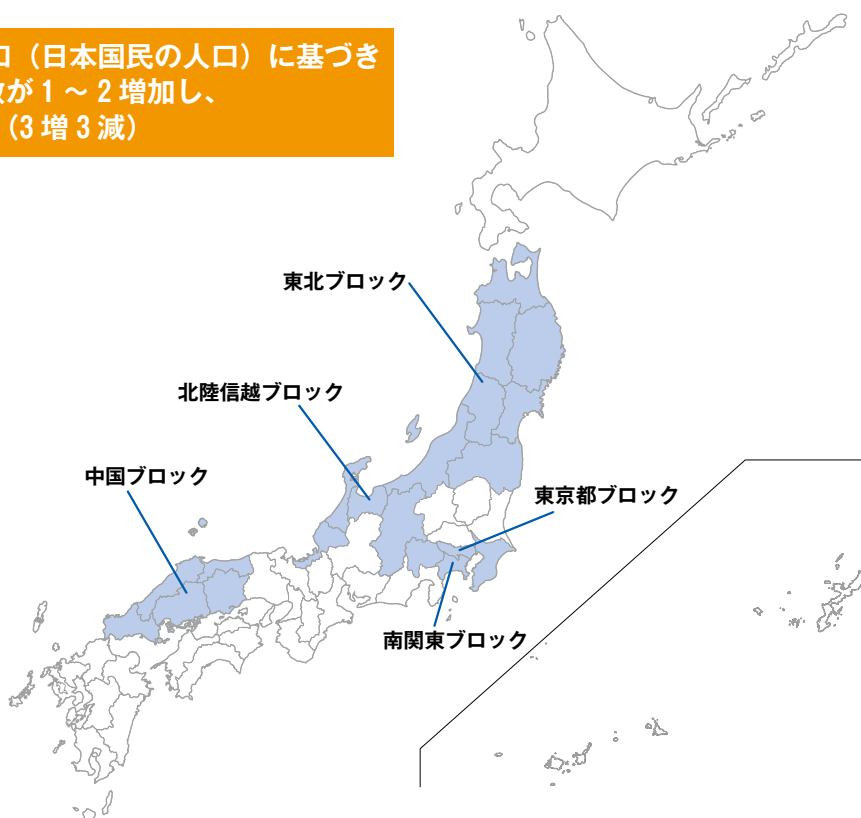 口（日本国民の人口）に基づき
数が1～2増加し、
（3増3減）
東北ブロック
北陸信越ブロック
中国ブロック
東京都ブロック
南関東ブロック